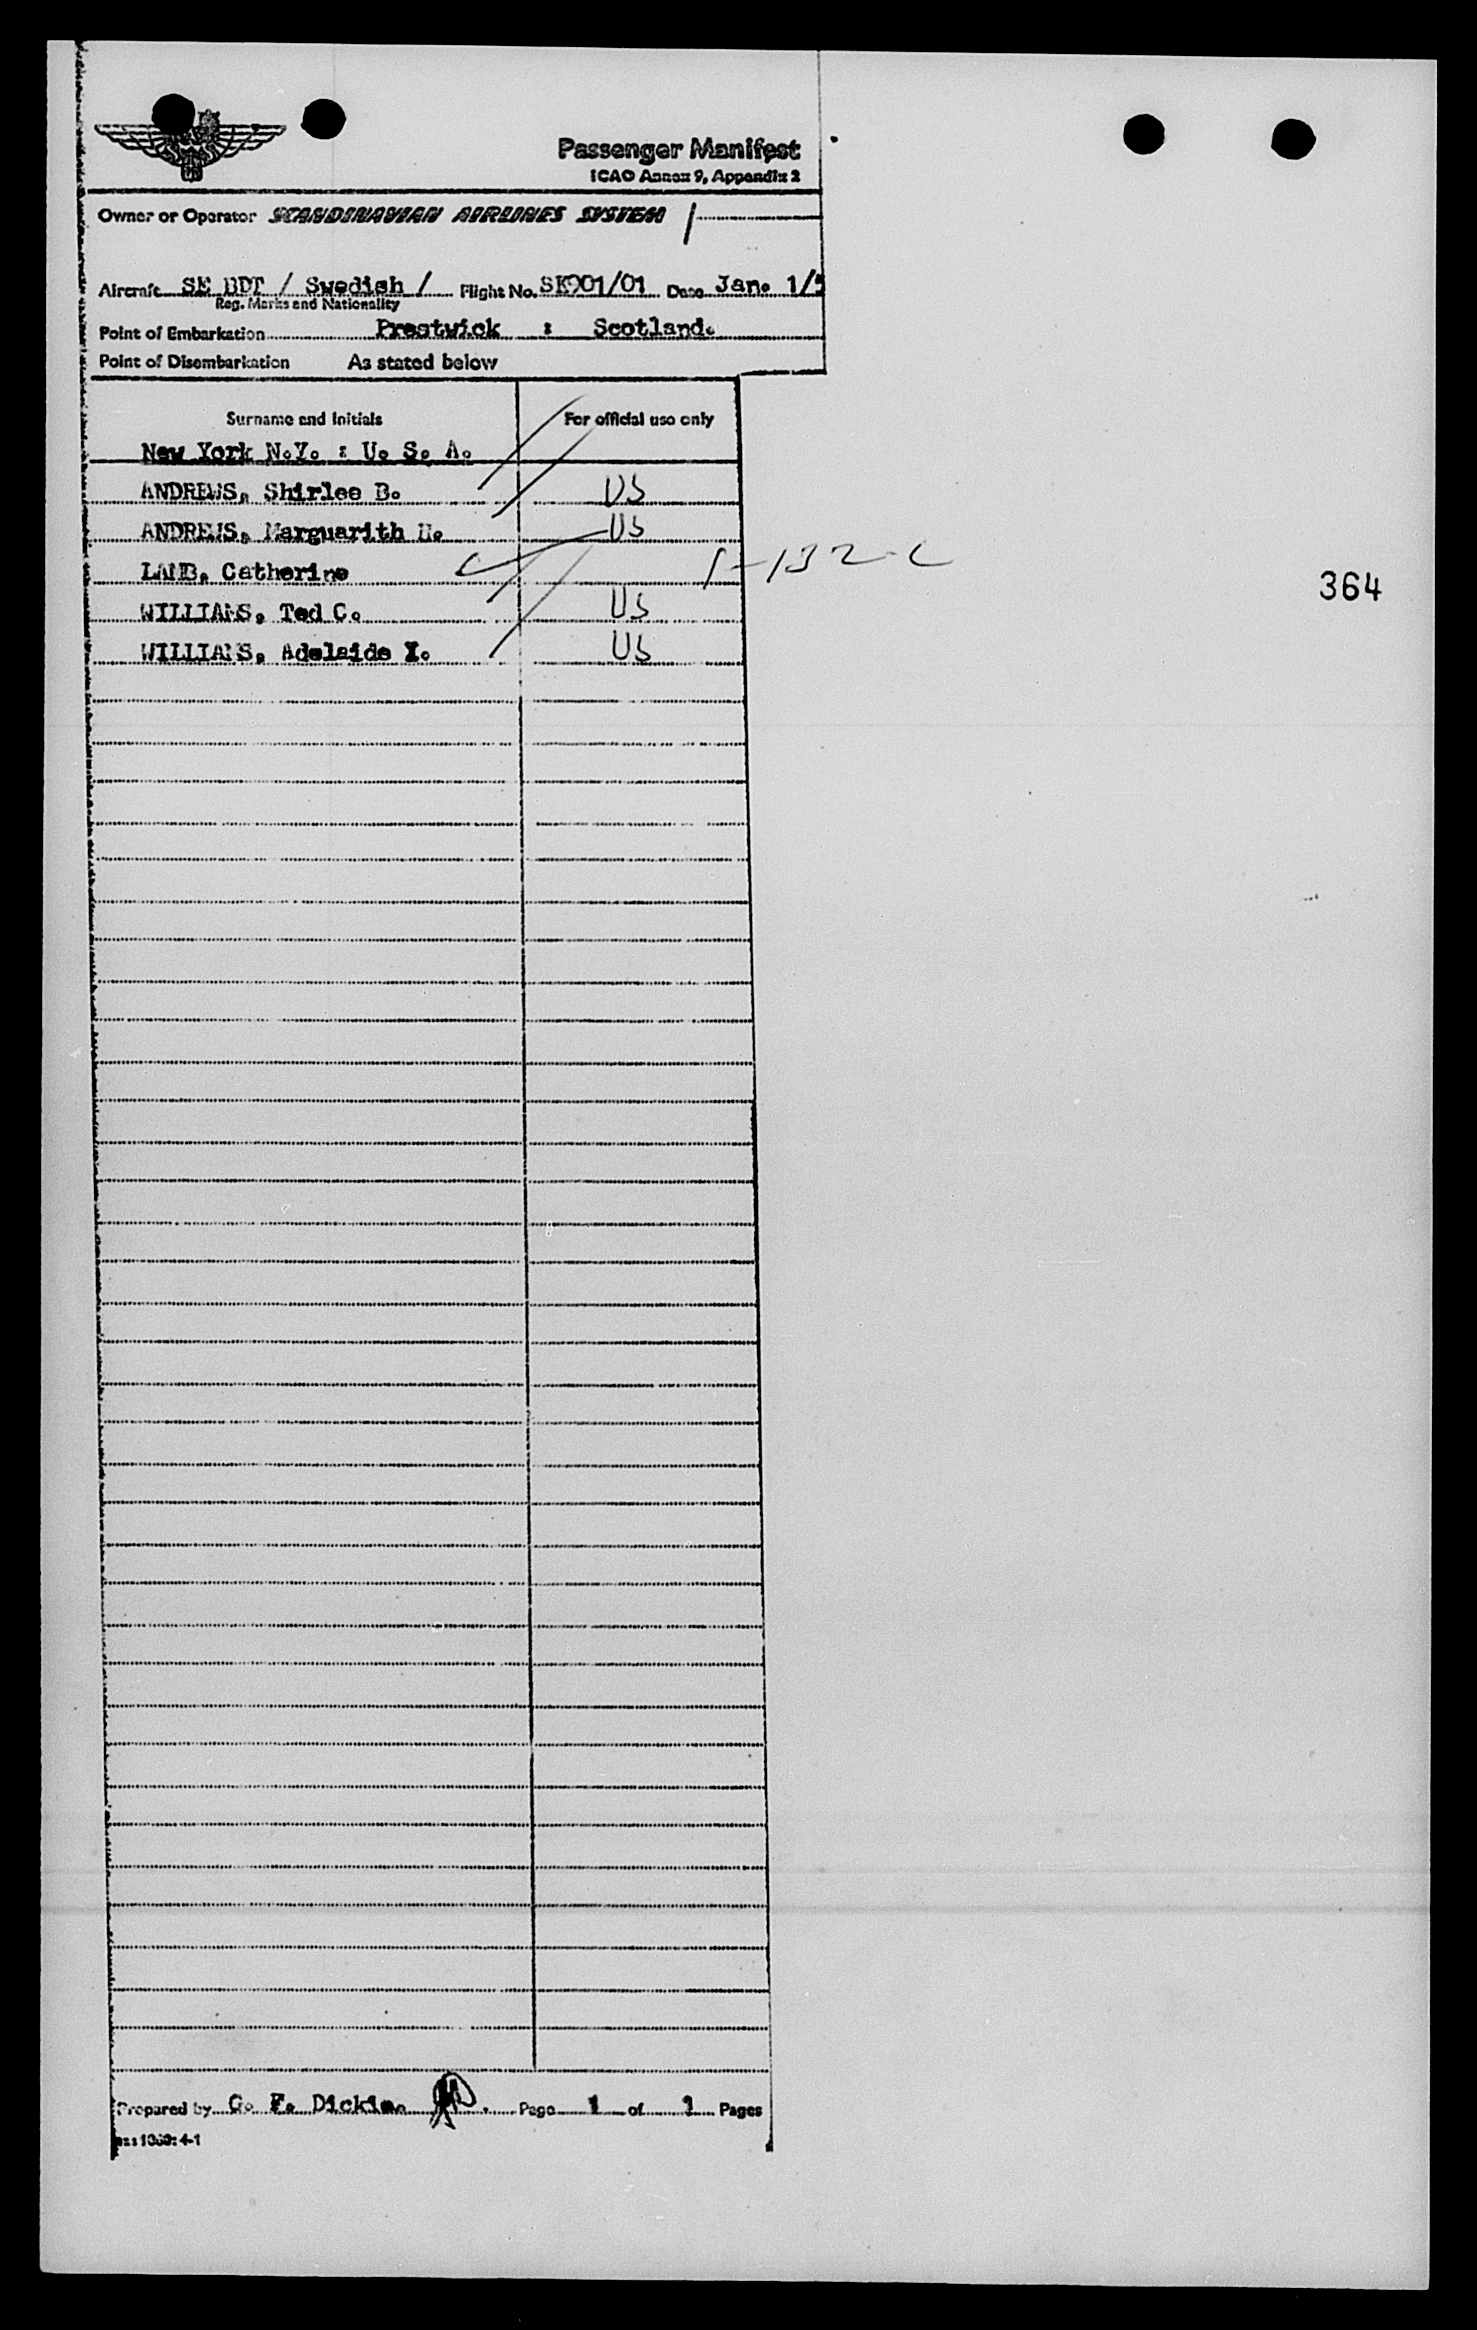 Passenger Manifest
ICAO Annex 9, Appendix 2
Owner or Operator SCANDINAVIAN AIRLINES SYSTEM
Aircraft SE BDT / Swedish / Flight No. SK901/01 Date Jan. 1/5
Reg. Marks and Nationality
Point of Embarkation Prestwick : Scotland.
Point of Disembarkation As stated below
Surname and Initials For official use only
New York N.Y. : U. S. A.
ANDREWS, Shirlee B. US
ANDREWS, Marguarith H. US
LAMB, Catherine 1-132-C
364
WILLIAMS, Ted C. US
WILLIAMS, Adelaide I. US
Prepared by G. F. Dickie. Page 1 of 1 Pages